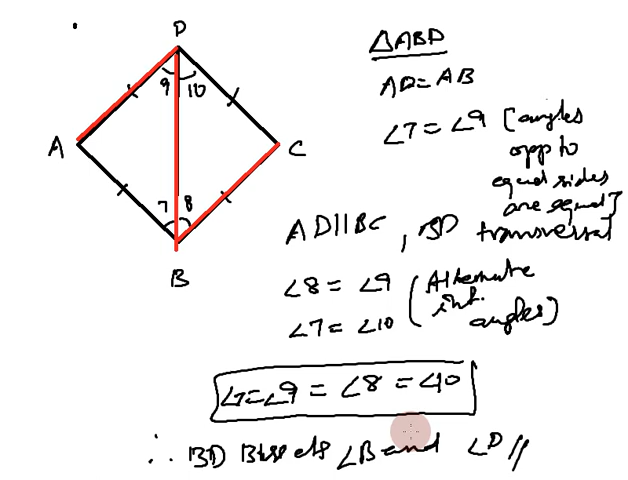 D
9 10
A
C
7 8
B
△ABD
AD=AB
∠7=∠9 [angles
opp to
equal sides
are equal]
AD||BC, BD transversal
∠8=∠9 (Alternate
int.
∠7=∠10 angles)
∠7=∠9=∠8=∠10
∴ BD Bisects ∠B and ∠D //